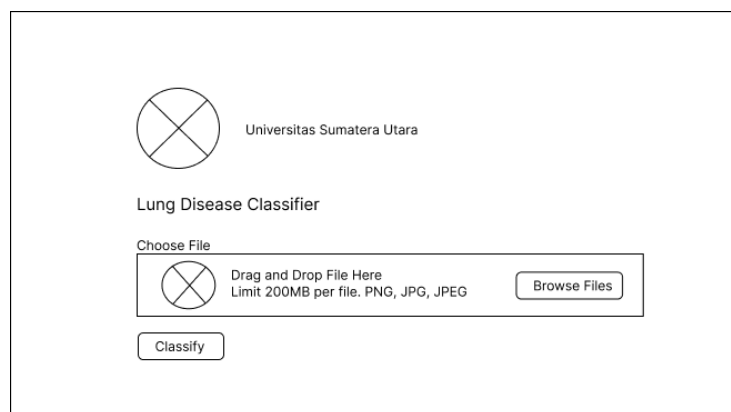 Universitas Sumatera Utara
Lung Disease Classifier
Choose File
Drag and Drop File Here
Limit 200MB per file. PNG, JPG, JPEG
Browse Files
Classify